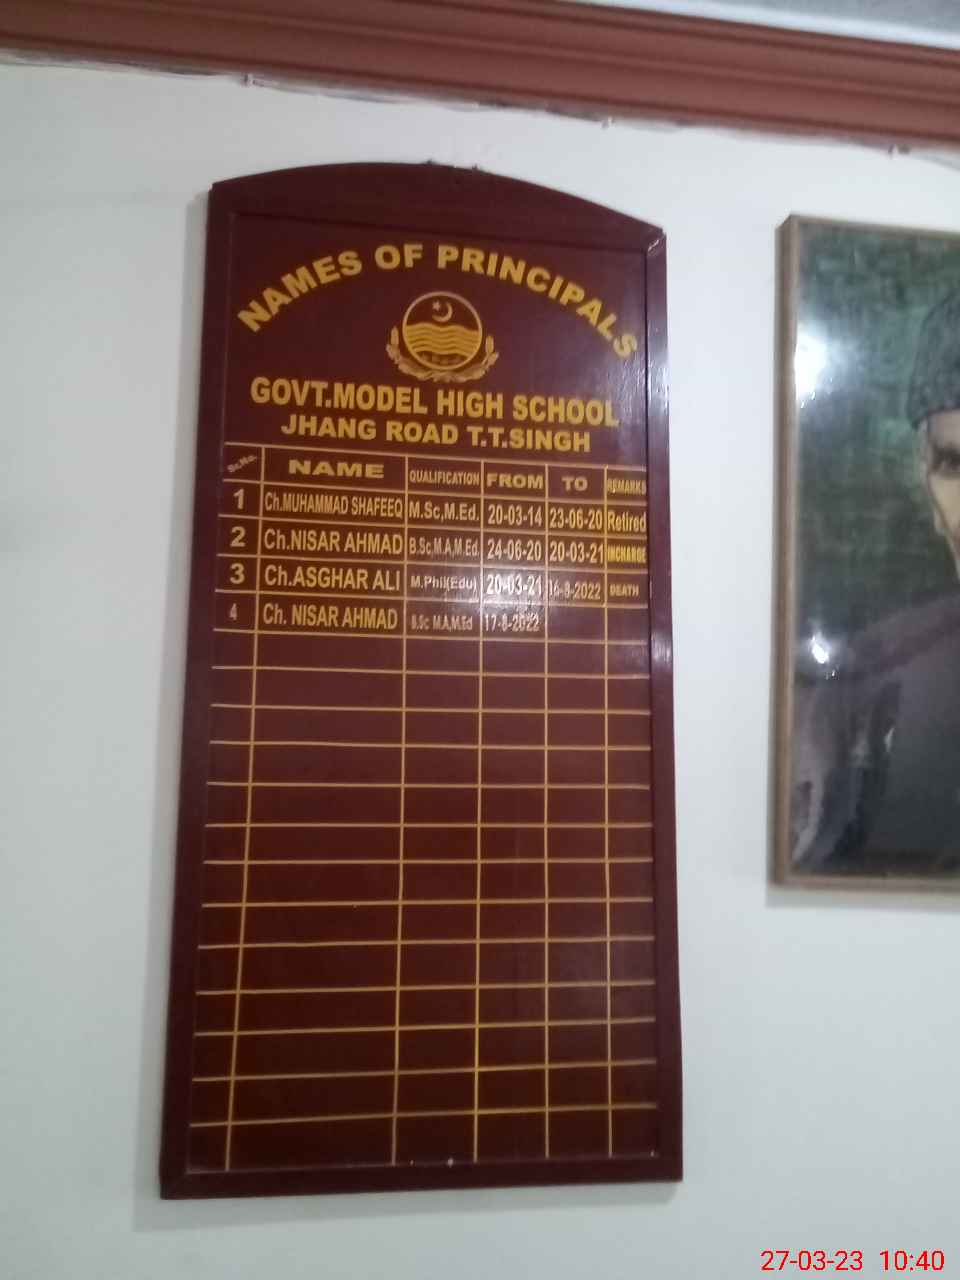 NAMES OF PRINCIPALS
GOVT.MODEL HIGH SCHOOL
JHANG ROAD T.T.SINGH
Sr.No. NAME QUALIFICATION FROM TO REMARKS
1 Ch.MUHAMMAD SHAFEEQ M.Sc,M.Ed. 20-03-14 23-06-20 Retired
2 Ch.NISAR AHMAD B.Sc,M.A,M.Ed. 24-06-20 20-03-21 INCHARGE
3 Ch.ASGHAR ALI M.Phil(Edu) 20-03-21 16-8-2022 DEATH
4 Ch. NISAR AHMAD B.Sc M.A,M.Ed 17-8-2022
27-03-23 10:40